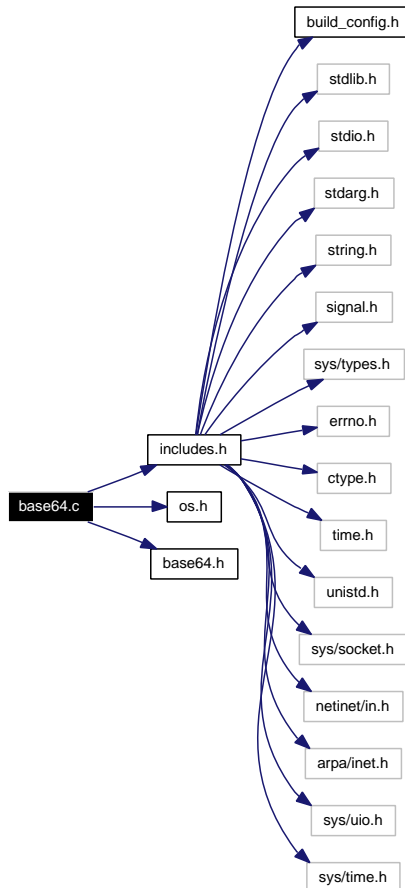 build_config.h
stdlib.h
stdio.h
stdarg.h
string.h
signal.h
sys/types.h
errno.h
includes.h
ctype.h
base64.c
os.h
time.h
base64.h
unistd.h
sys/socket.h
netinet/in.h
arpa/inet.h
sys/uio.h
sys/time.h